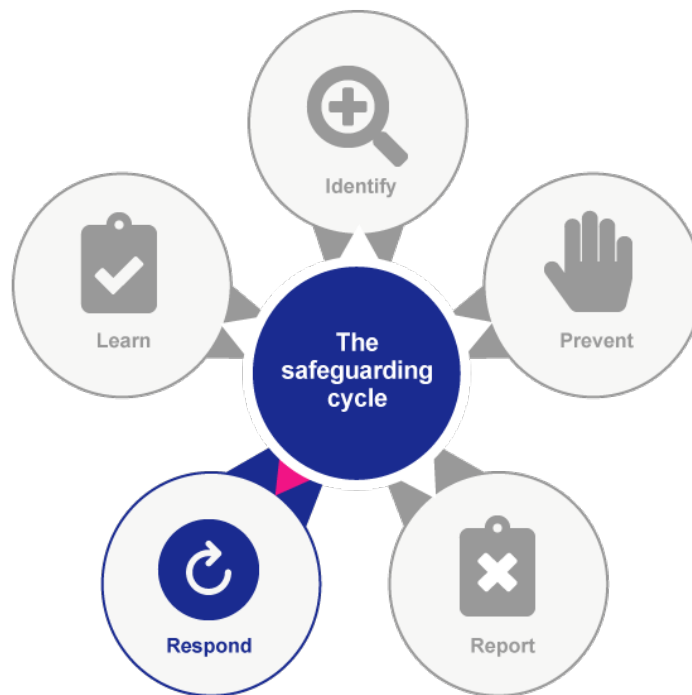 Identify
Prevent
Learn
The
safeguarding
cycle
Respond
Report